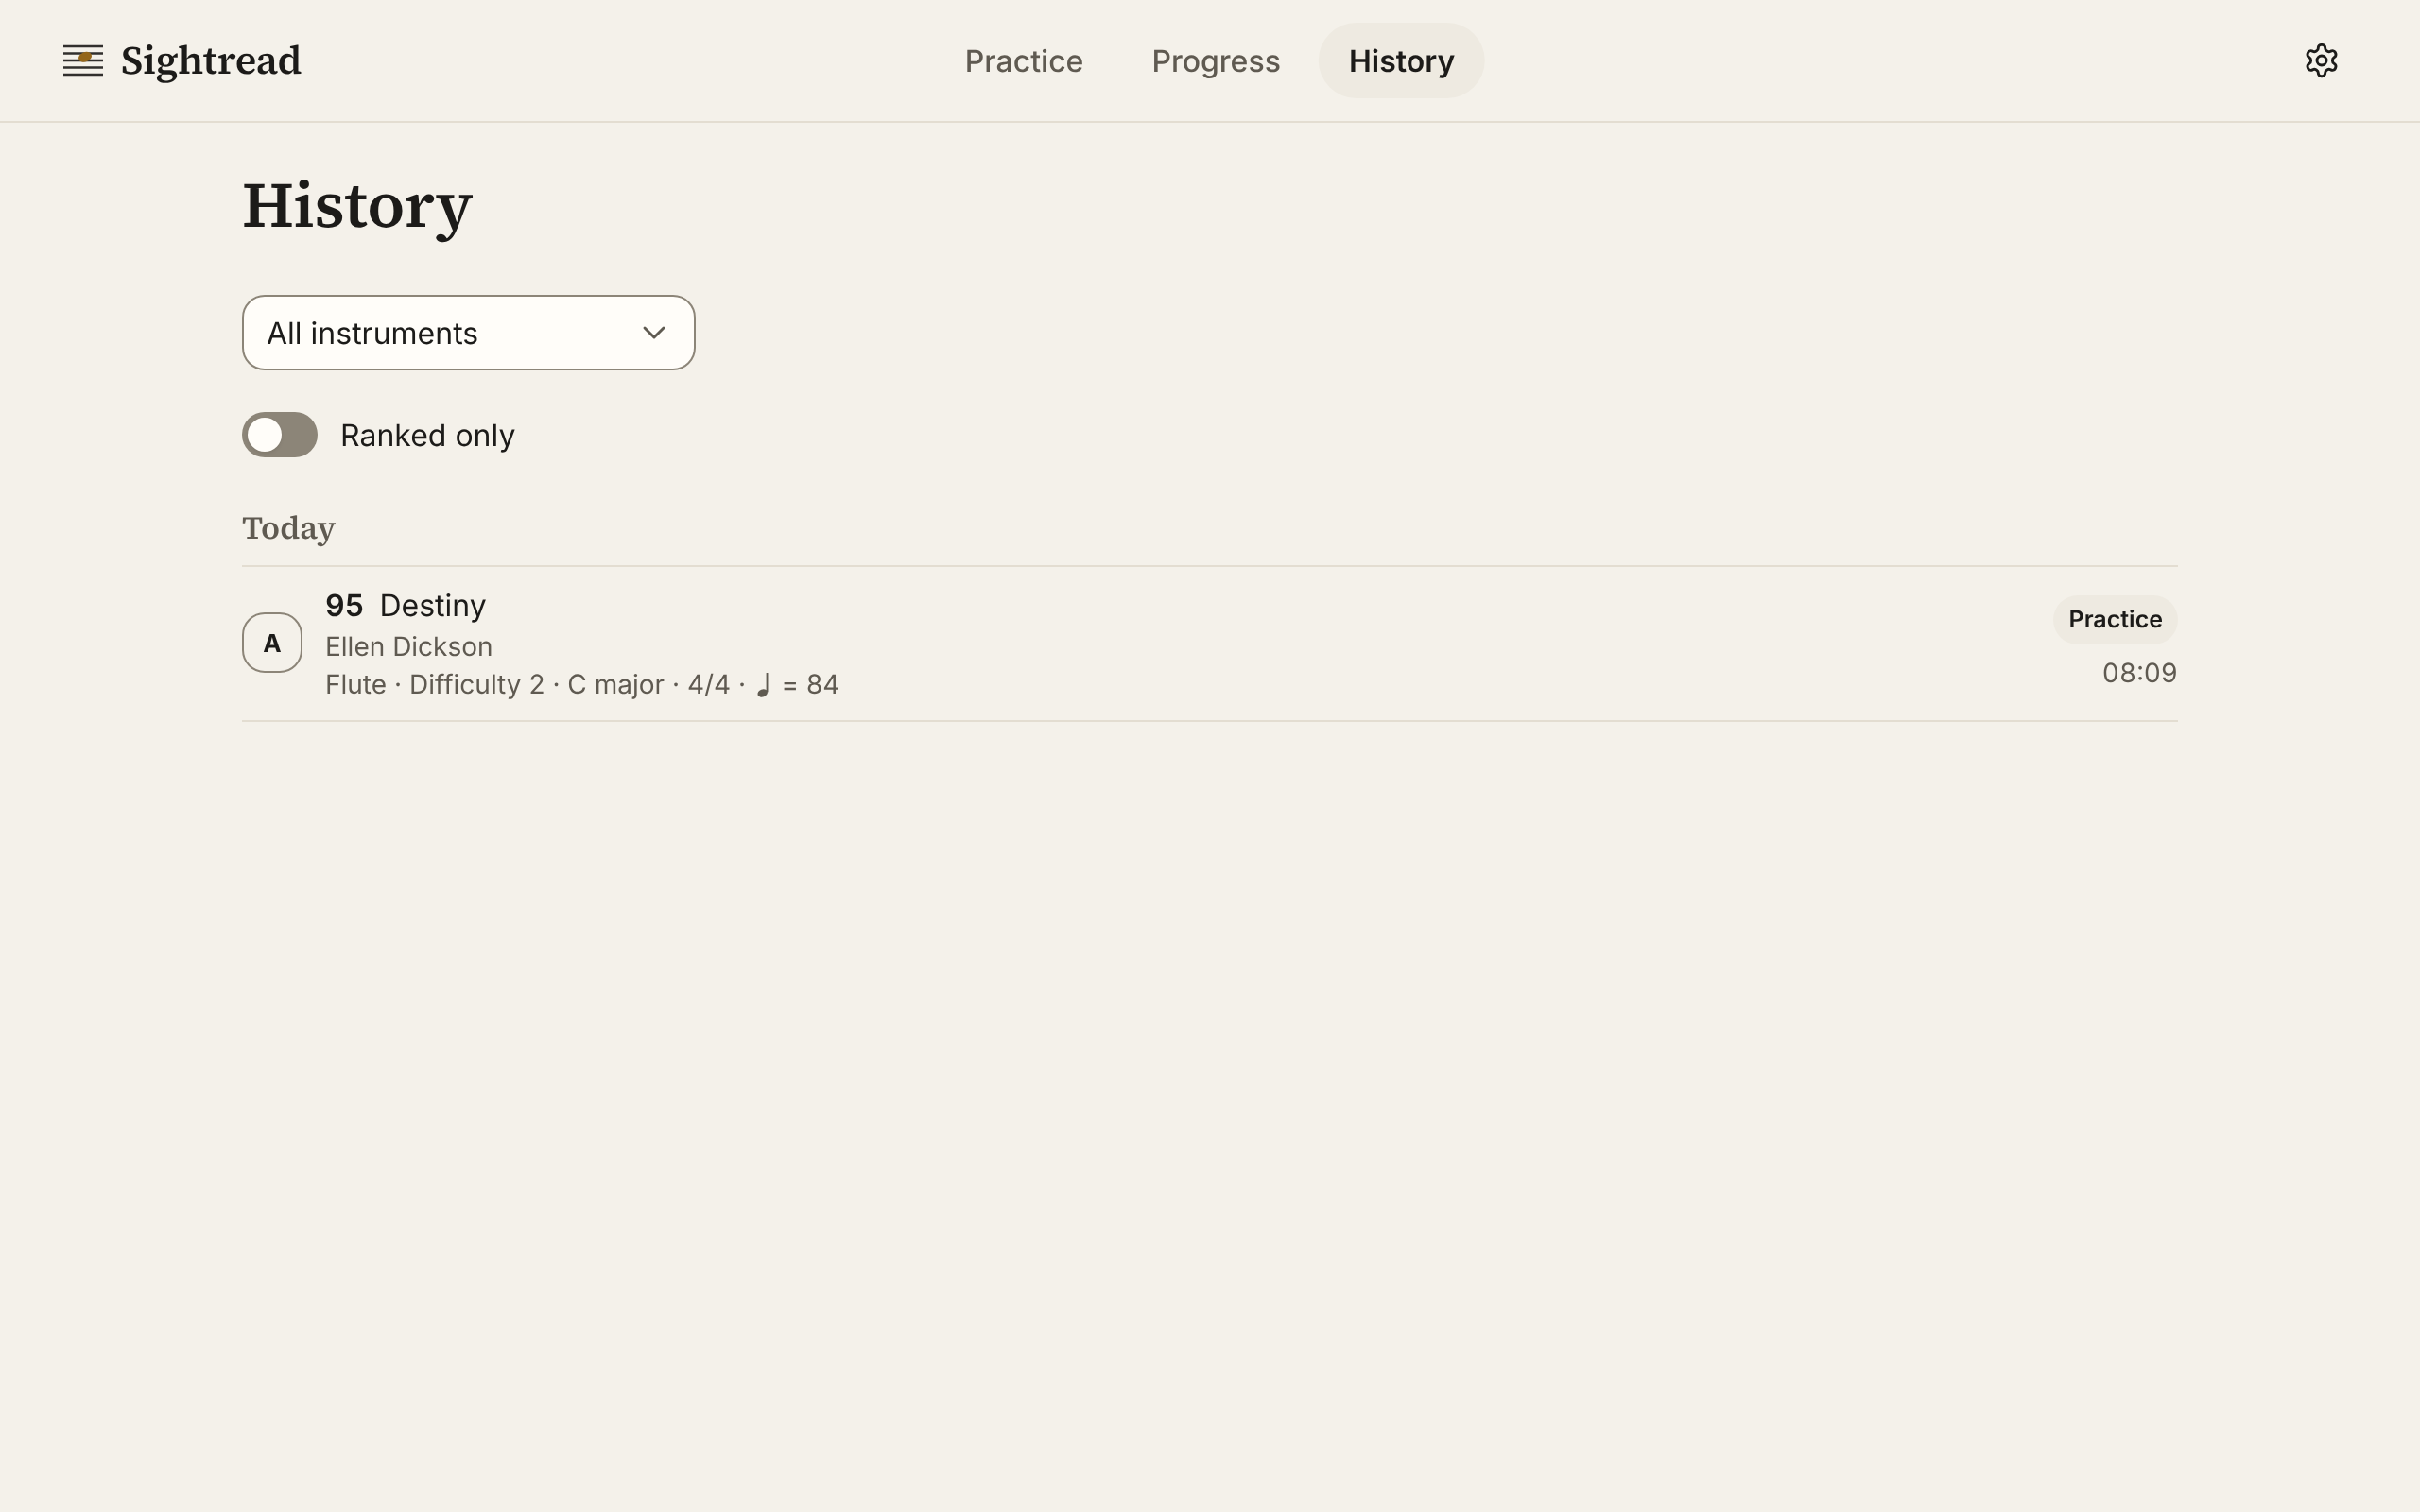 Sightread
Practice Progress History
History
All instruments
Ranked only
Today
A
95 Destiny
Ellen Dickson
Flute · Difficulty 2 · C major · 4/4 · ♩ = 84
Practice
08:09